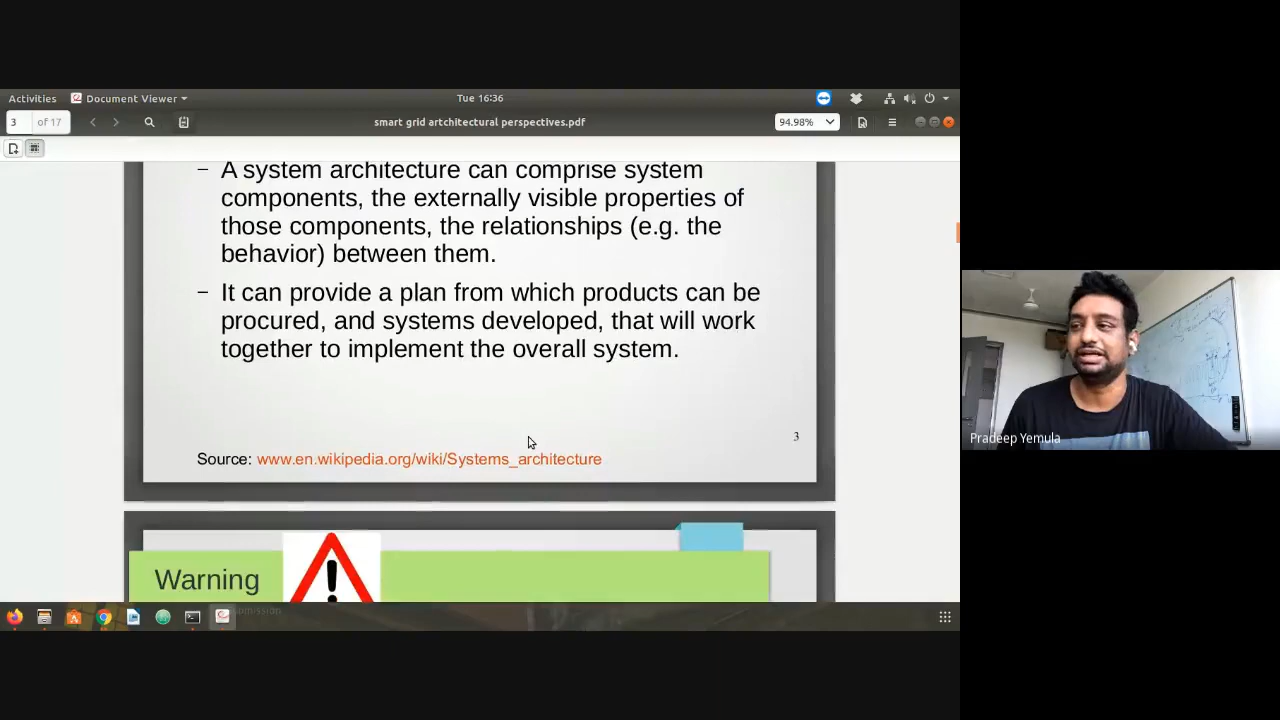 Activities Document Viewer Tue 16:36
3 of 17 smart grid artchitectural perspectives.pdf 94.98%
– A system architecture can comprise system
components, the externally visible properties of
those components, the relationships (e.g. the
behavior) between them.
– It can provide a plan from which products can be
procured, and systems developed, that will work
together to implement the overall system.
3
Source: www.en.wikipedia.org/wiki/Systems_architecture
Warning
Pradeep Yemula